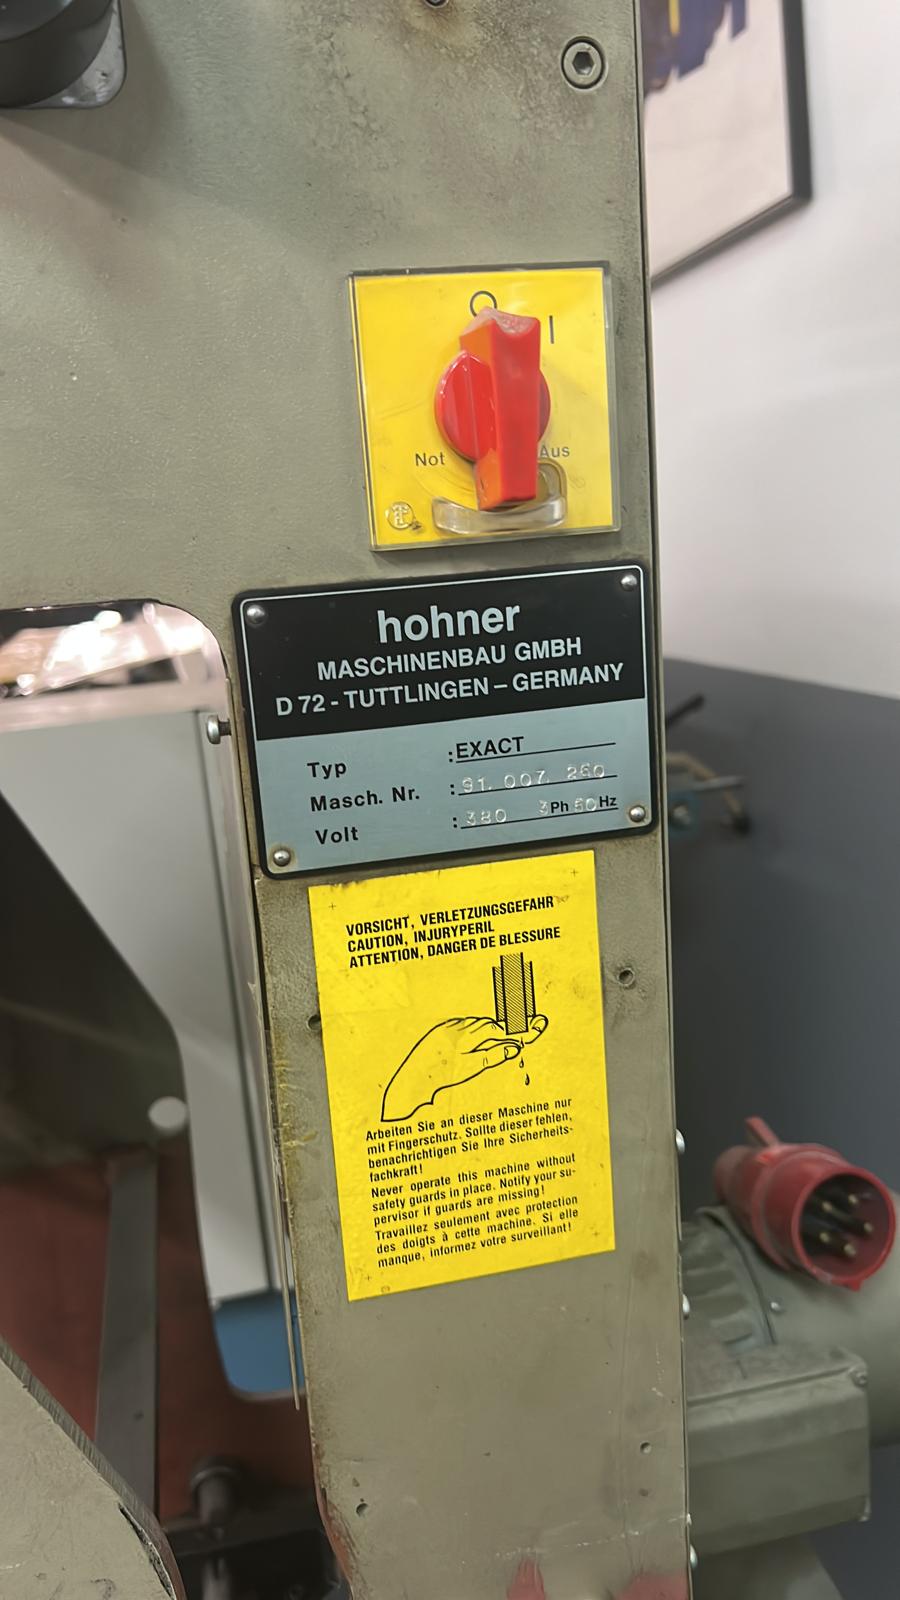 O
I
Not Aus
hohner
MASCHINENBAU GMBH
D 72 - TUTTLINGEN – GERMANY
Typ : EXACT
Masch. Nr. : 91. 007. 260
Volt : 380 3Ph 50Hz
VORSICHT, VERLETZUNGSGEFAHR
CAUTION, INJURYPERIL
ATTENTION, DANGER DE BLESSURE
Arbeiten Sie an dieser Maschine nur
mit Fingerschutz. Sollte dieser fehlen,
benachrichtigen Sie Ihre Sicherheits-
fachkraft!
Never operate this machine without
safety guards in place. Notify your su-
pervisor if guards are missing!
Travaillez seulement avec protection
des doigts à cette machine. Si elle
manque, informez votre surveillant!